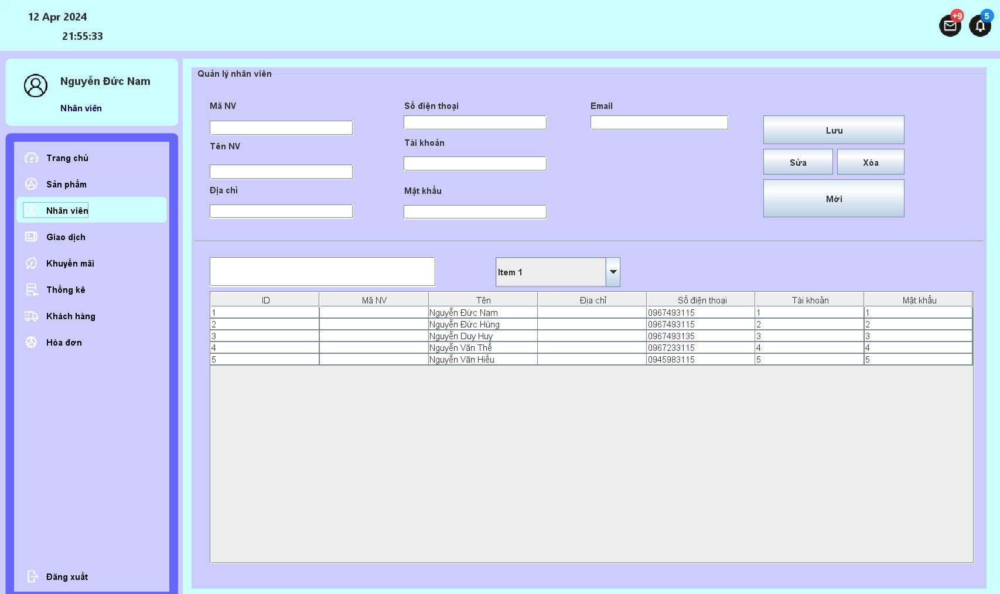 12 Apr 2024
21:55:33
+9
5
Nguyễn Đức Nam
Nhân viên
Trang chủ
Sản phẩm
Nhân viên
Giao dịch
Khuyến mãi
Thống kê
Khách hàng
Hóa đơn
Đăng xuất
Quản lý nhân viên
Mã NV
Số điện thoại
Email
Tên NV
Tài khoản
Địa chỉ
Mật khẩu
Lưu
Sửa
Xóa
Mới
Item 1
ID Mã NV Tên Địa chỉ Số điện thoại Tài khoản Mật khẩu
1 Nguyễn Đức Nam 0967493115 1 1
2 Nguyễn Đức Hùng 0967493115 2 2
3 Nguyễn Duy Huy 0967493135 3 3
4 Nguyễn Văn Thể 0967233115 4 4
5 Nguyễn Văn Hiếu 0945983115 5 5